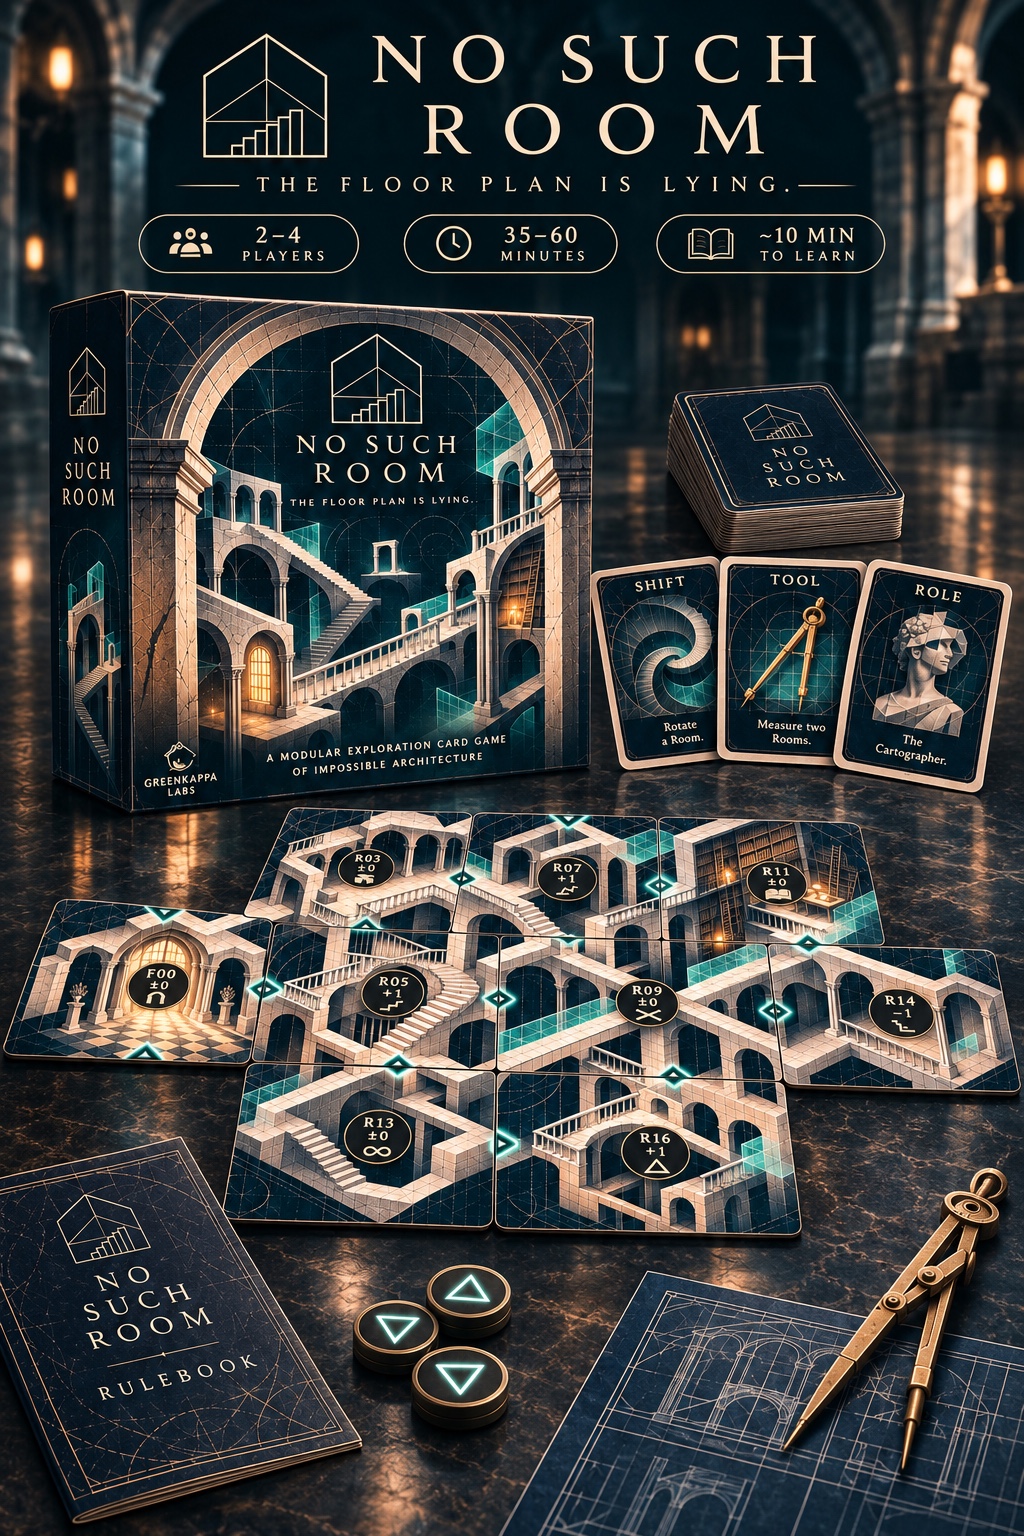 NO SUCH
ROOM
THE FLOOR PLAN IS LYING.
2–4
PLAYERS
35–60
MINUTES
~10 MIN
TO LEARN
NO
SUCH
ROOM
NO SUCH
ROOM
THE FLOOR PLAN IS LYING.
A MODULAR EXPLORATION CARD GAME
OF IMPOSSIBLE ARCHITECTURE
GREENKAPPA
LABS
NO
SUCH
ROOM
SHIFT
Rotate
a Room.
TOOL
Measure two
Rooms.
ROLE
The
Cartographer.
R03
±0
R07
+1
R11
±0
F00
±0
R05
+1
R09
±0
R14
−1
R13
±0
R16
+1
NO
SUCH
ROOM
RULEBOOK